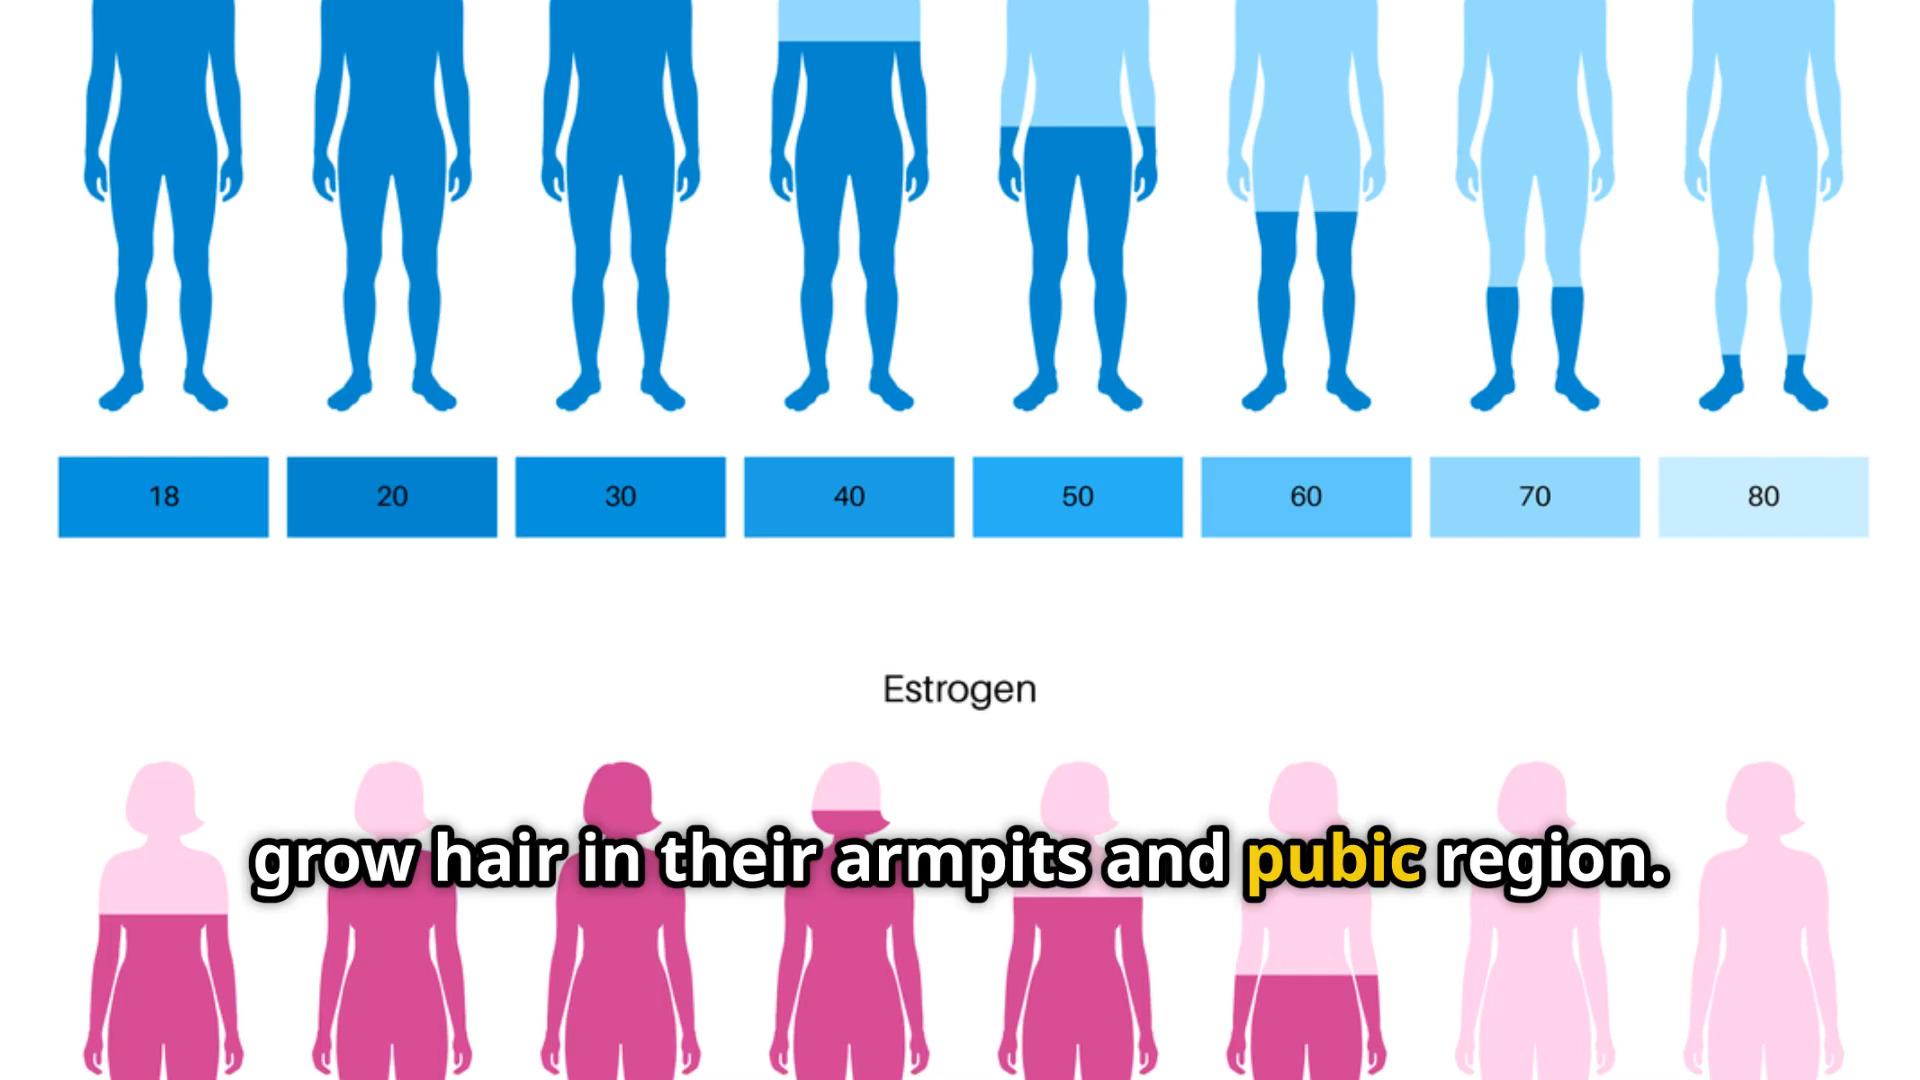 18 20 30 40 50 60 70 80
Estrogen
grow hair in their armpits and pubic region.